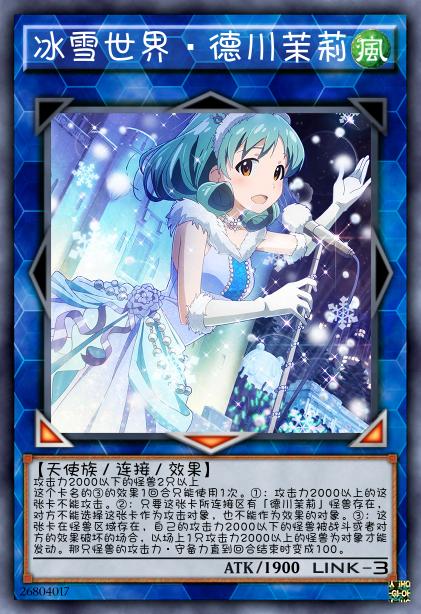 冰雪世界·德川茉莉 風
【天使族／连接／效果】
攻击力2000以下的怪兽2只以上
这个卡名的③的效果1回合只能使用1次。①：攻击力2000以上的这
张卡不能攻击。②：只要这张卡所连接区有「德川茉莉」怪兽存在，
对方不能选择这张卡作为攻击对象，也不能作为效果的对象。③：这
张卡在怪兽区域存在，自己的攻击力2000以下的怪兽被战斗或者对
方的效果破坏的场合，以场上1只攻击力2000以上的怪兽为对象才能
发动。那只怪兽的攻击力·守备力直到回合结束时变成100。
ATK/1900 LINK-3
26804017